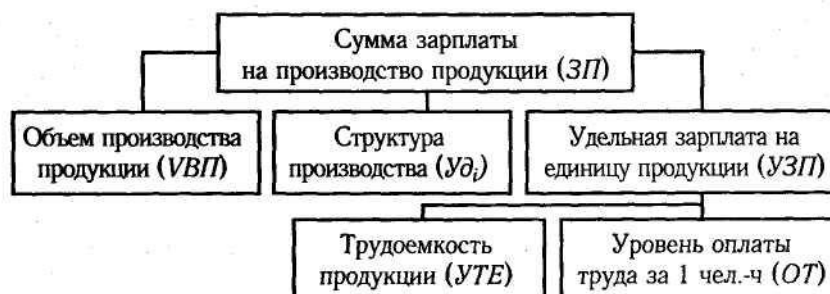 Сумма зарплаты
на производство продукции (ЗП)
Объем производства
продукции (VВП)
Структура
производства (Удi)
Удельная зарплата на
единицу продукции (УЗП)
Трудоемкость
продукции (УТЕ)
Уровень оплаты
труда за 1 чел.-ч (ОТ)